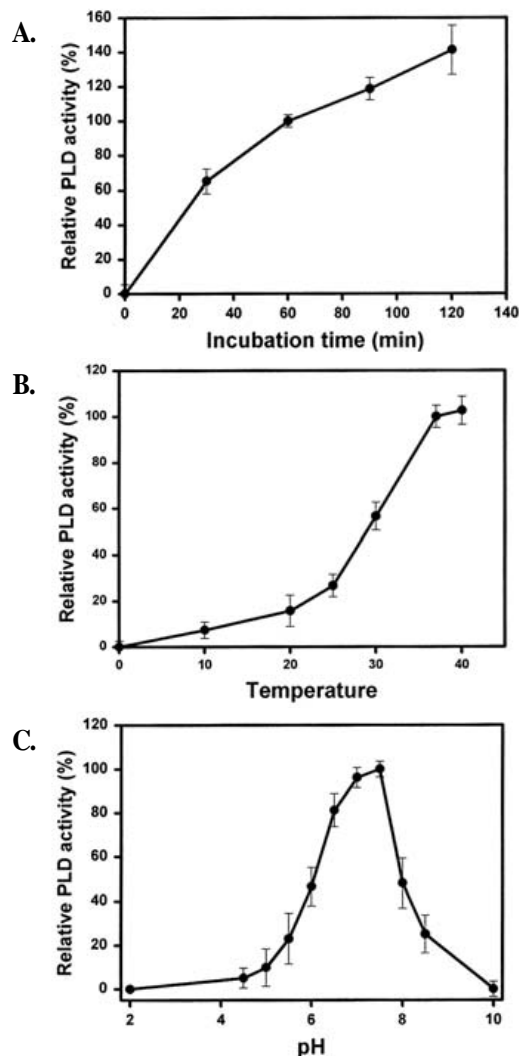 A.
Relative PLD activity (%)
160
140
120
100
80
60
40
20
0
0 20 40 60 80 100 120 140
Incubation time (min)
B.
Relative PLD activity (%)
120
100
80
60
40
20
0
0 10 20 30 40
Temperature
C.
Relative PLD activity (%)
120
100
80
60
40
20
0
2 4 6 8 10
pH